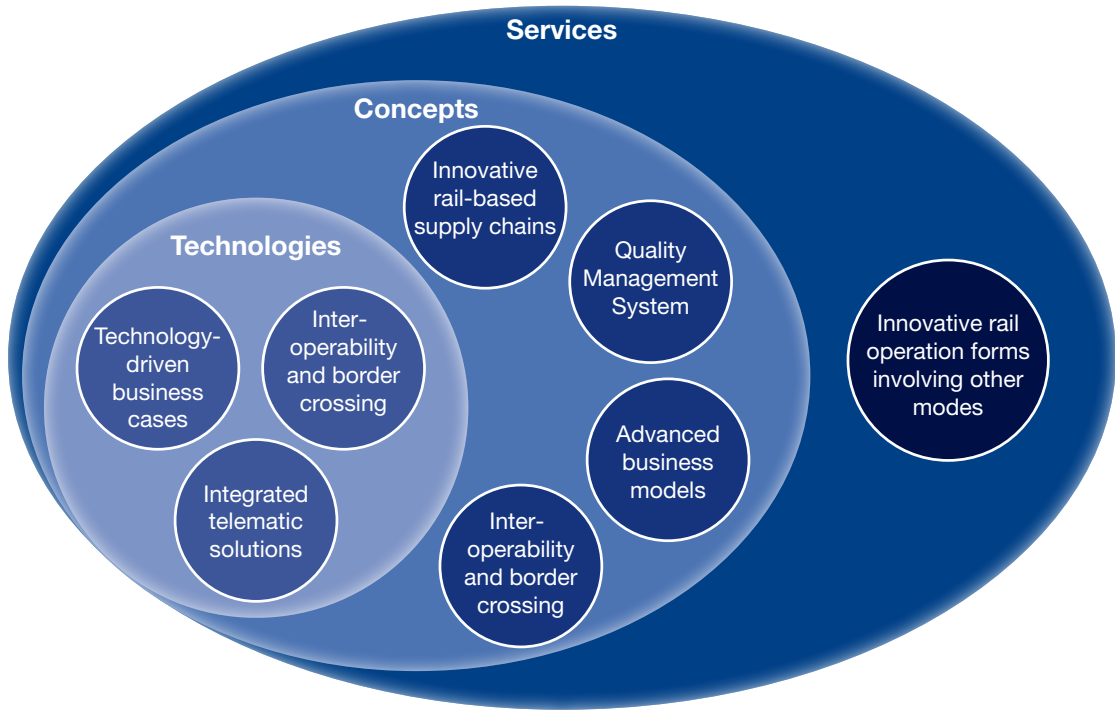 Services
Concepts
Innovative
rail-based
supply chains
Quality
Management
System
Technologies
Technology-
driven
business
cases
Inter-
operability
and border
crossing
Integrated
telematic
solutions
Advanced
business
models
Inter-
operability
and border
crossing
Innovative rail
operation forms
involving other
modes